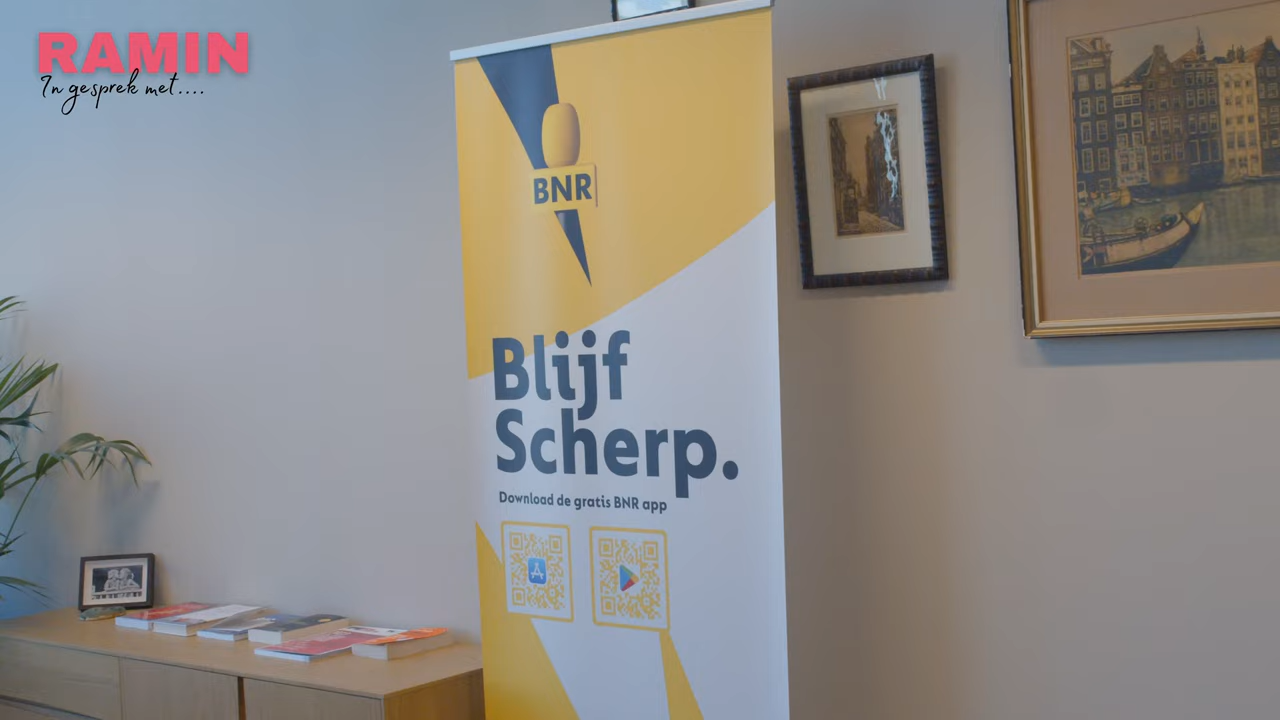 RAMIN
In gesprek met....
BNR
Blijf
Scherp.
Download de gratis BNR app